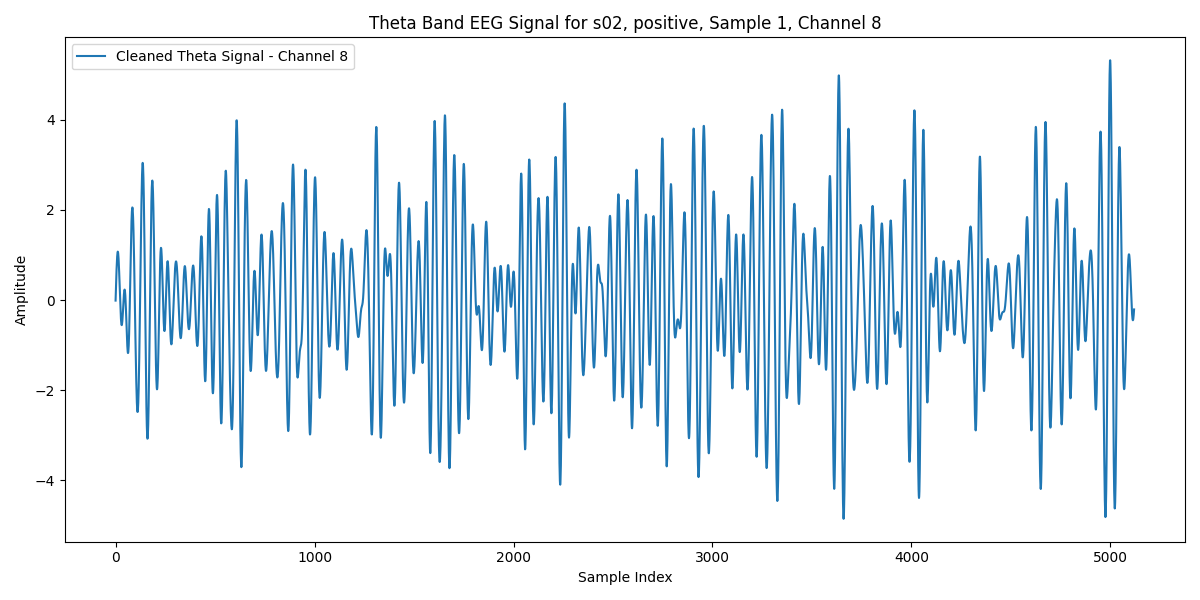 Theta Band EEG Signal for s02, positive, Sample 1, Channel 8
Cleaned Theta Signal - Channel 8
Amplitude
4
2
0
−2
−4
0 1000 2000 3000 4000 5000
Sample Index